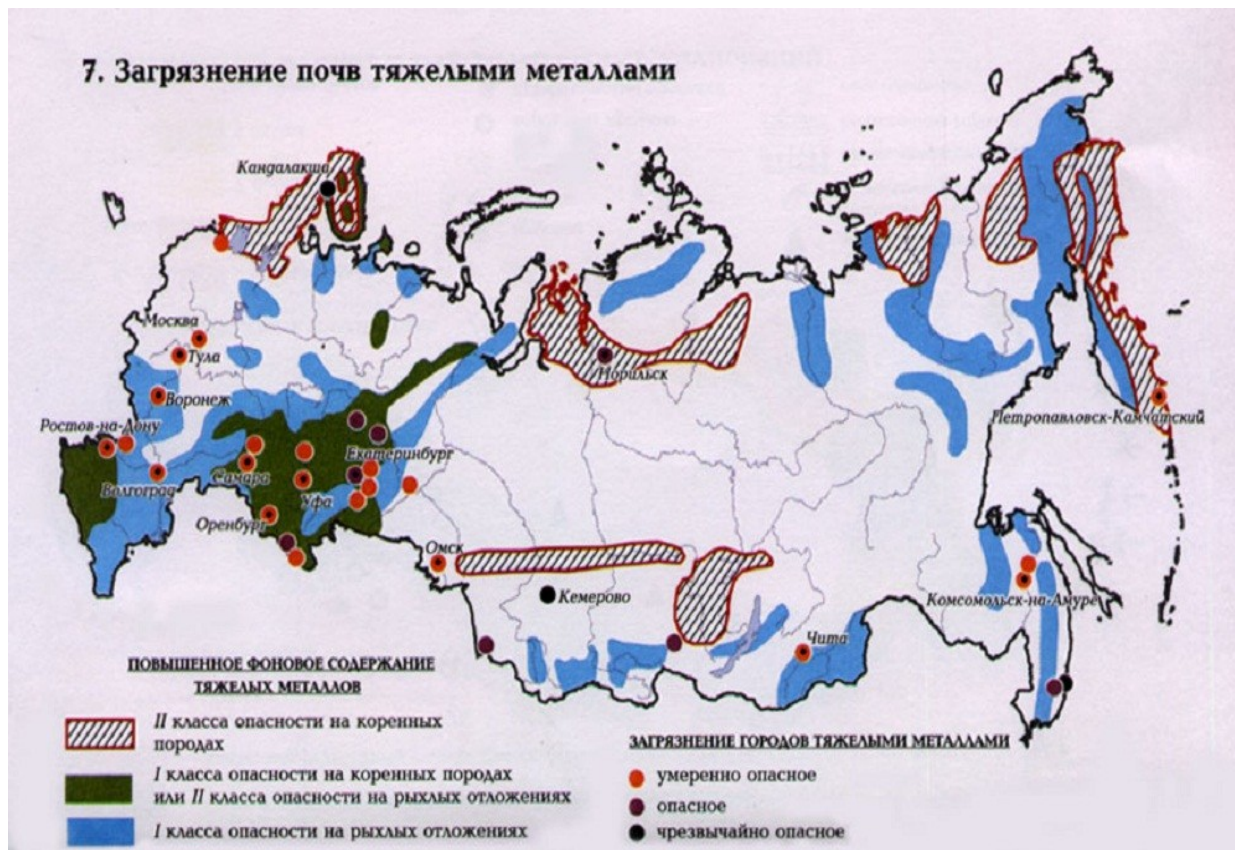 7. Загрязнение почв тяжелыми металлами
Кандалакша
Москва
Тула
Воронеж
Ростов-на-Дону
Екатеринбург
Волгоград
Самара
Уфа
Оренбург
Норильск
Петропавловск-Камчатский
Омск
Кемерово
Комсомольск-на-Амуре
Чита
ПОВЫШЕННОЕ ФОНОВОЕ СОДЕРЖАНИЕ
ТЯЖЕЛЫХ МЕТАЛЛОВ
II класса опасности на коренных
породах
I класса опасности на коренных породах
или II класса опасности на рыхлых отложениях
I класса опасности на рыхлых отложениях
ЗАГРЯЗНЕНИЕ ГОРОДОВ ТЯЖЕЛЫМИ МЕТАЛЛАМИ
умеренно опасное
опасное
чрезвычайно опасное